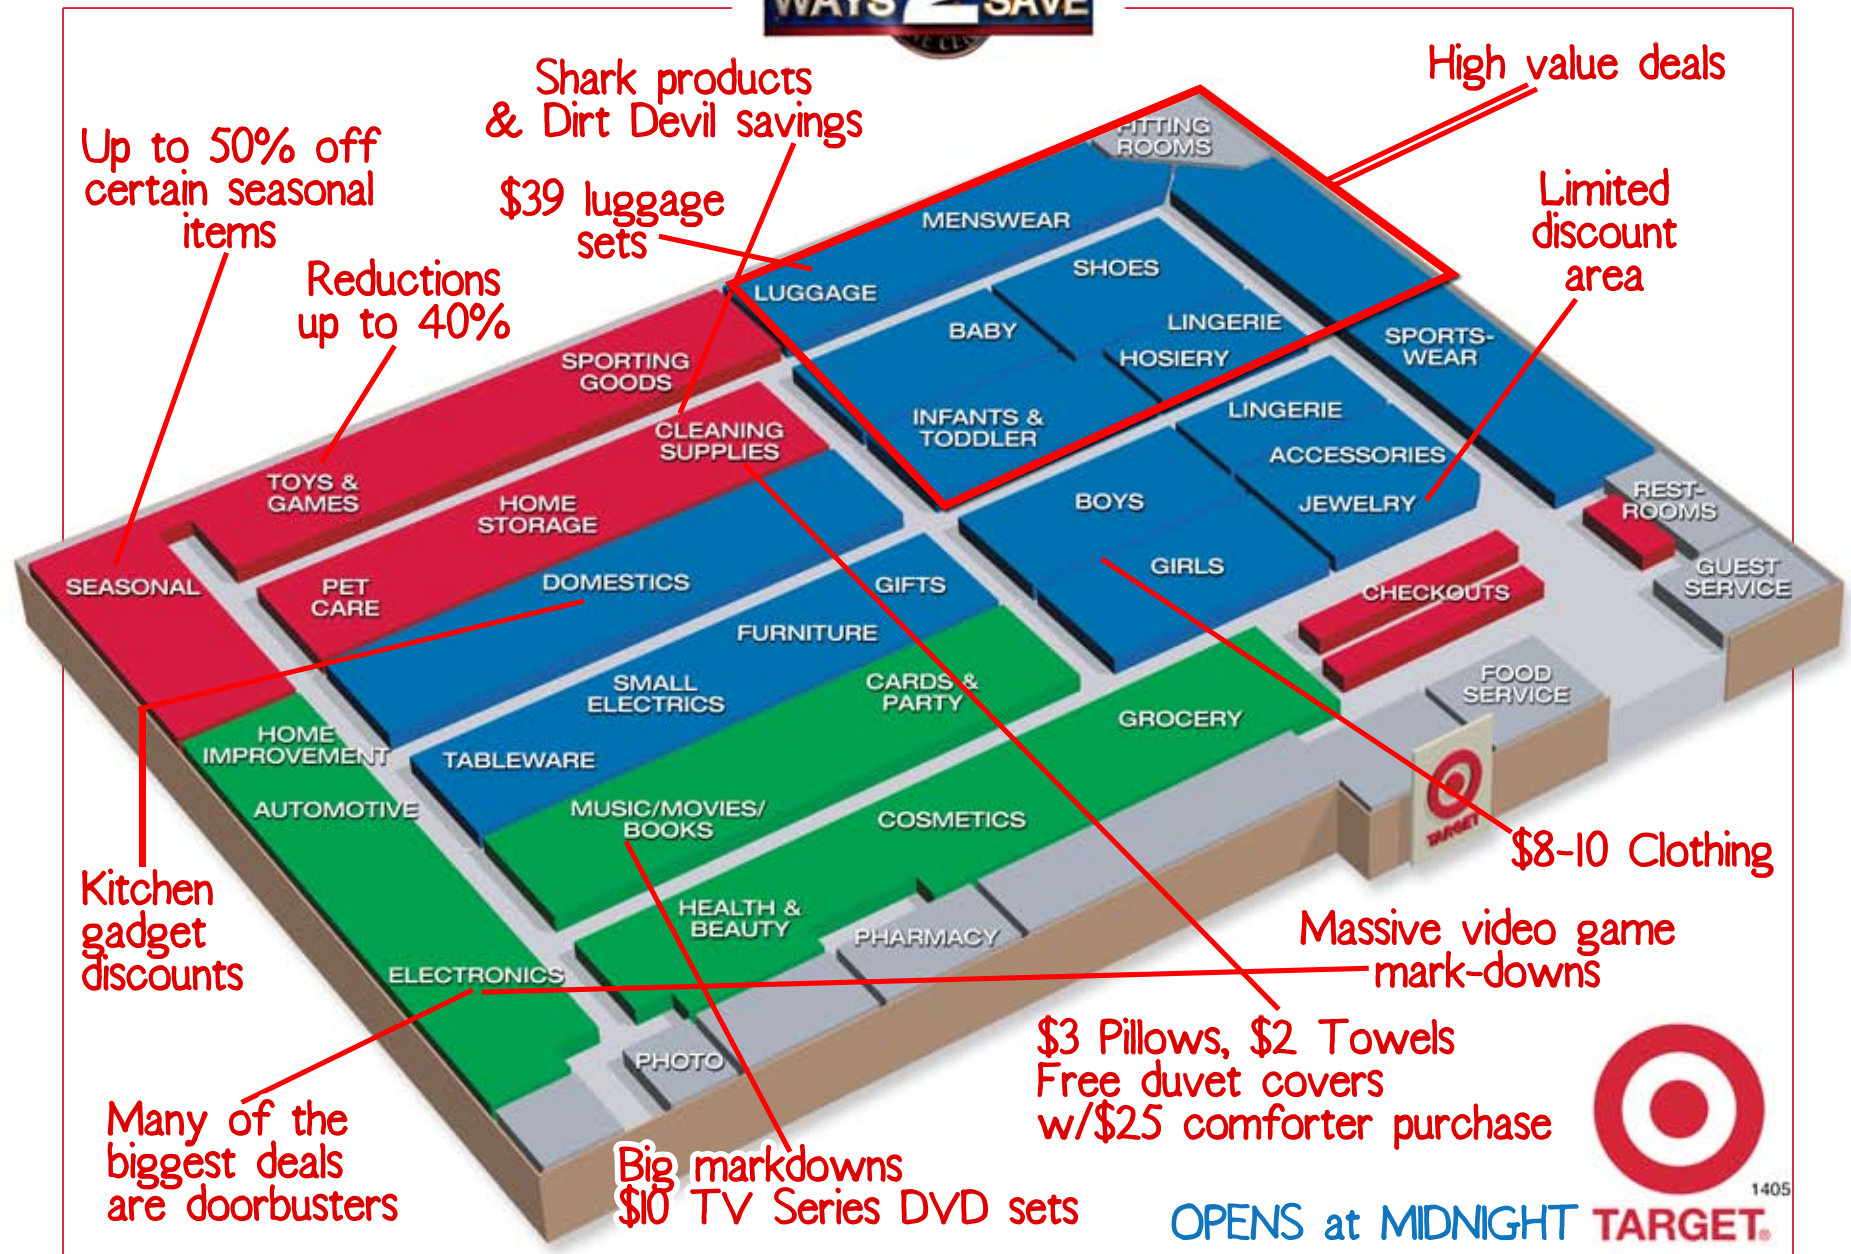 WAYS 2 SAVE
High value deals
Shark products
& Dirt Devil savings
Up to 50% off
certain seasonal
items
$39 luggage
sets
Limited
discount
area
Reductions
up to 40%
FITTING
ROOMS
MENSWEAR
LUGGAGE
SHOES
BABY
LINGERIE
HOSIERY
SPORTS-
WEAR
SPORTING
GOODS
INFANTS &
TODDLER
LINGERIE
ACCESSORIES
JEWELRY
CLEANING
SUPPLIES
TOYS &
GAMES
HOME
STORAGE
BOYS
GIRLS
REST-
ROOMS
GUEST
SERVICE
CHECKOUTS
SEASONAL
PET
CARE
DOMESTICS
GIFTS
FURNITURE
SMALL
ELECTRICS
CARDS &
PARTY
FOOD
SERVICE
GROCERY
HOME
IMPROVEMENT
TABLEWARE
AUTOMOTIVE
MUSIC/MOVIES/
BOOKS
COSMETICS
TARGET
$8-10 Clothing
Kitchen
gadget
discounts
HEALTH &
BEAUTY
PHARMACY
Massive video game
mark-downs
ELECTRONICS
PHOTO
$3 Pillows, $2 Towels
Free duvet covers
w/$25 comforter purchase
Many of the
biggest deals
are doorbusters
Big markdowns
$10 TV Series DVD sets
1405
OPENS at MIDNIGHT
TARGET®